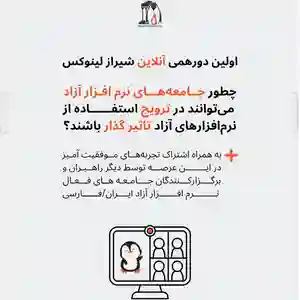 اولین دورهمی آنلاین شیراز لینوکس
چطور جامعه‌های نرم افزار آزاد
می‌توانند در ترویج استفاده از
نرم‌افزارهای آزاد تاثیر گذار باشند؟
به همراه اشتراک تجربه‌های موفقیت آمیز
در این عرصه توسط دیگر راهبران و
برگزارکنندگان جامعه های فعال
نرم افزار آزاد ایران/فارسی